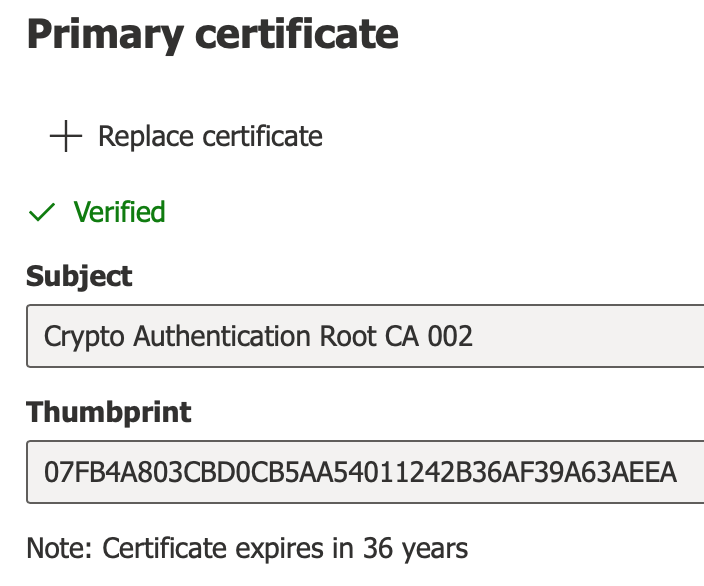 Primary certificate
Replace certificate
Verified
Subject
Crypto Authentication Root CA 002
Thumbprint
07FB4A803CBD0CB5AA54011242B36AF39A63AEEA
Note: Certificate expires in 36 years